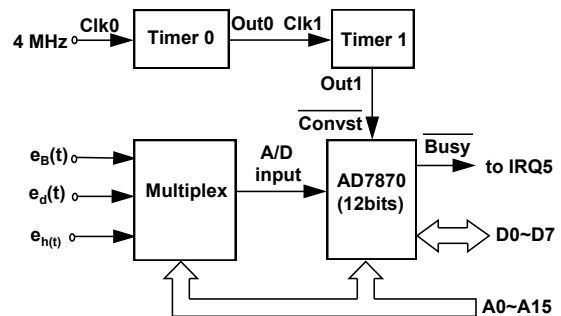 Clk0
Out0 Clk1
4 MHz
Timer 0
Timer 1
Out1
Convst
Busy
e_B(t)
A/D
input
to IRQ5
e_d(t)
Multiplex
AD7870
(12bits)
e_h(t)
D0~D7
A0~A15